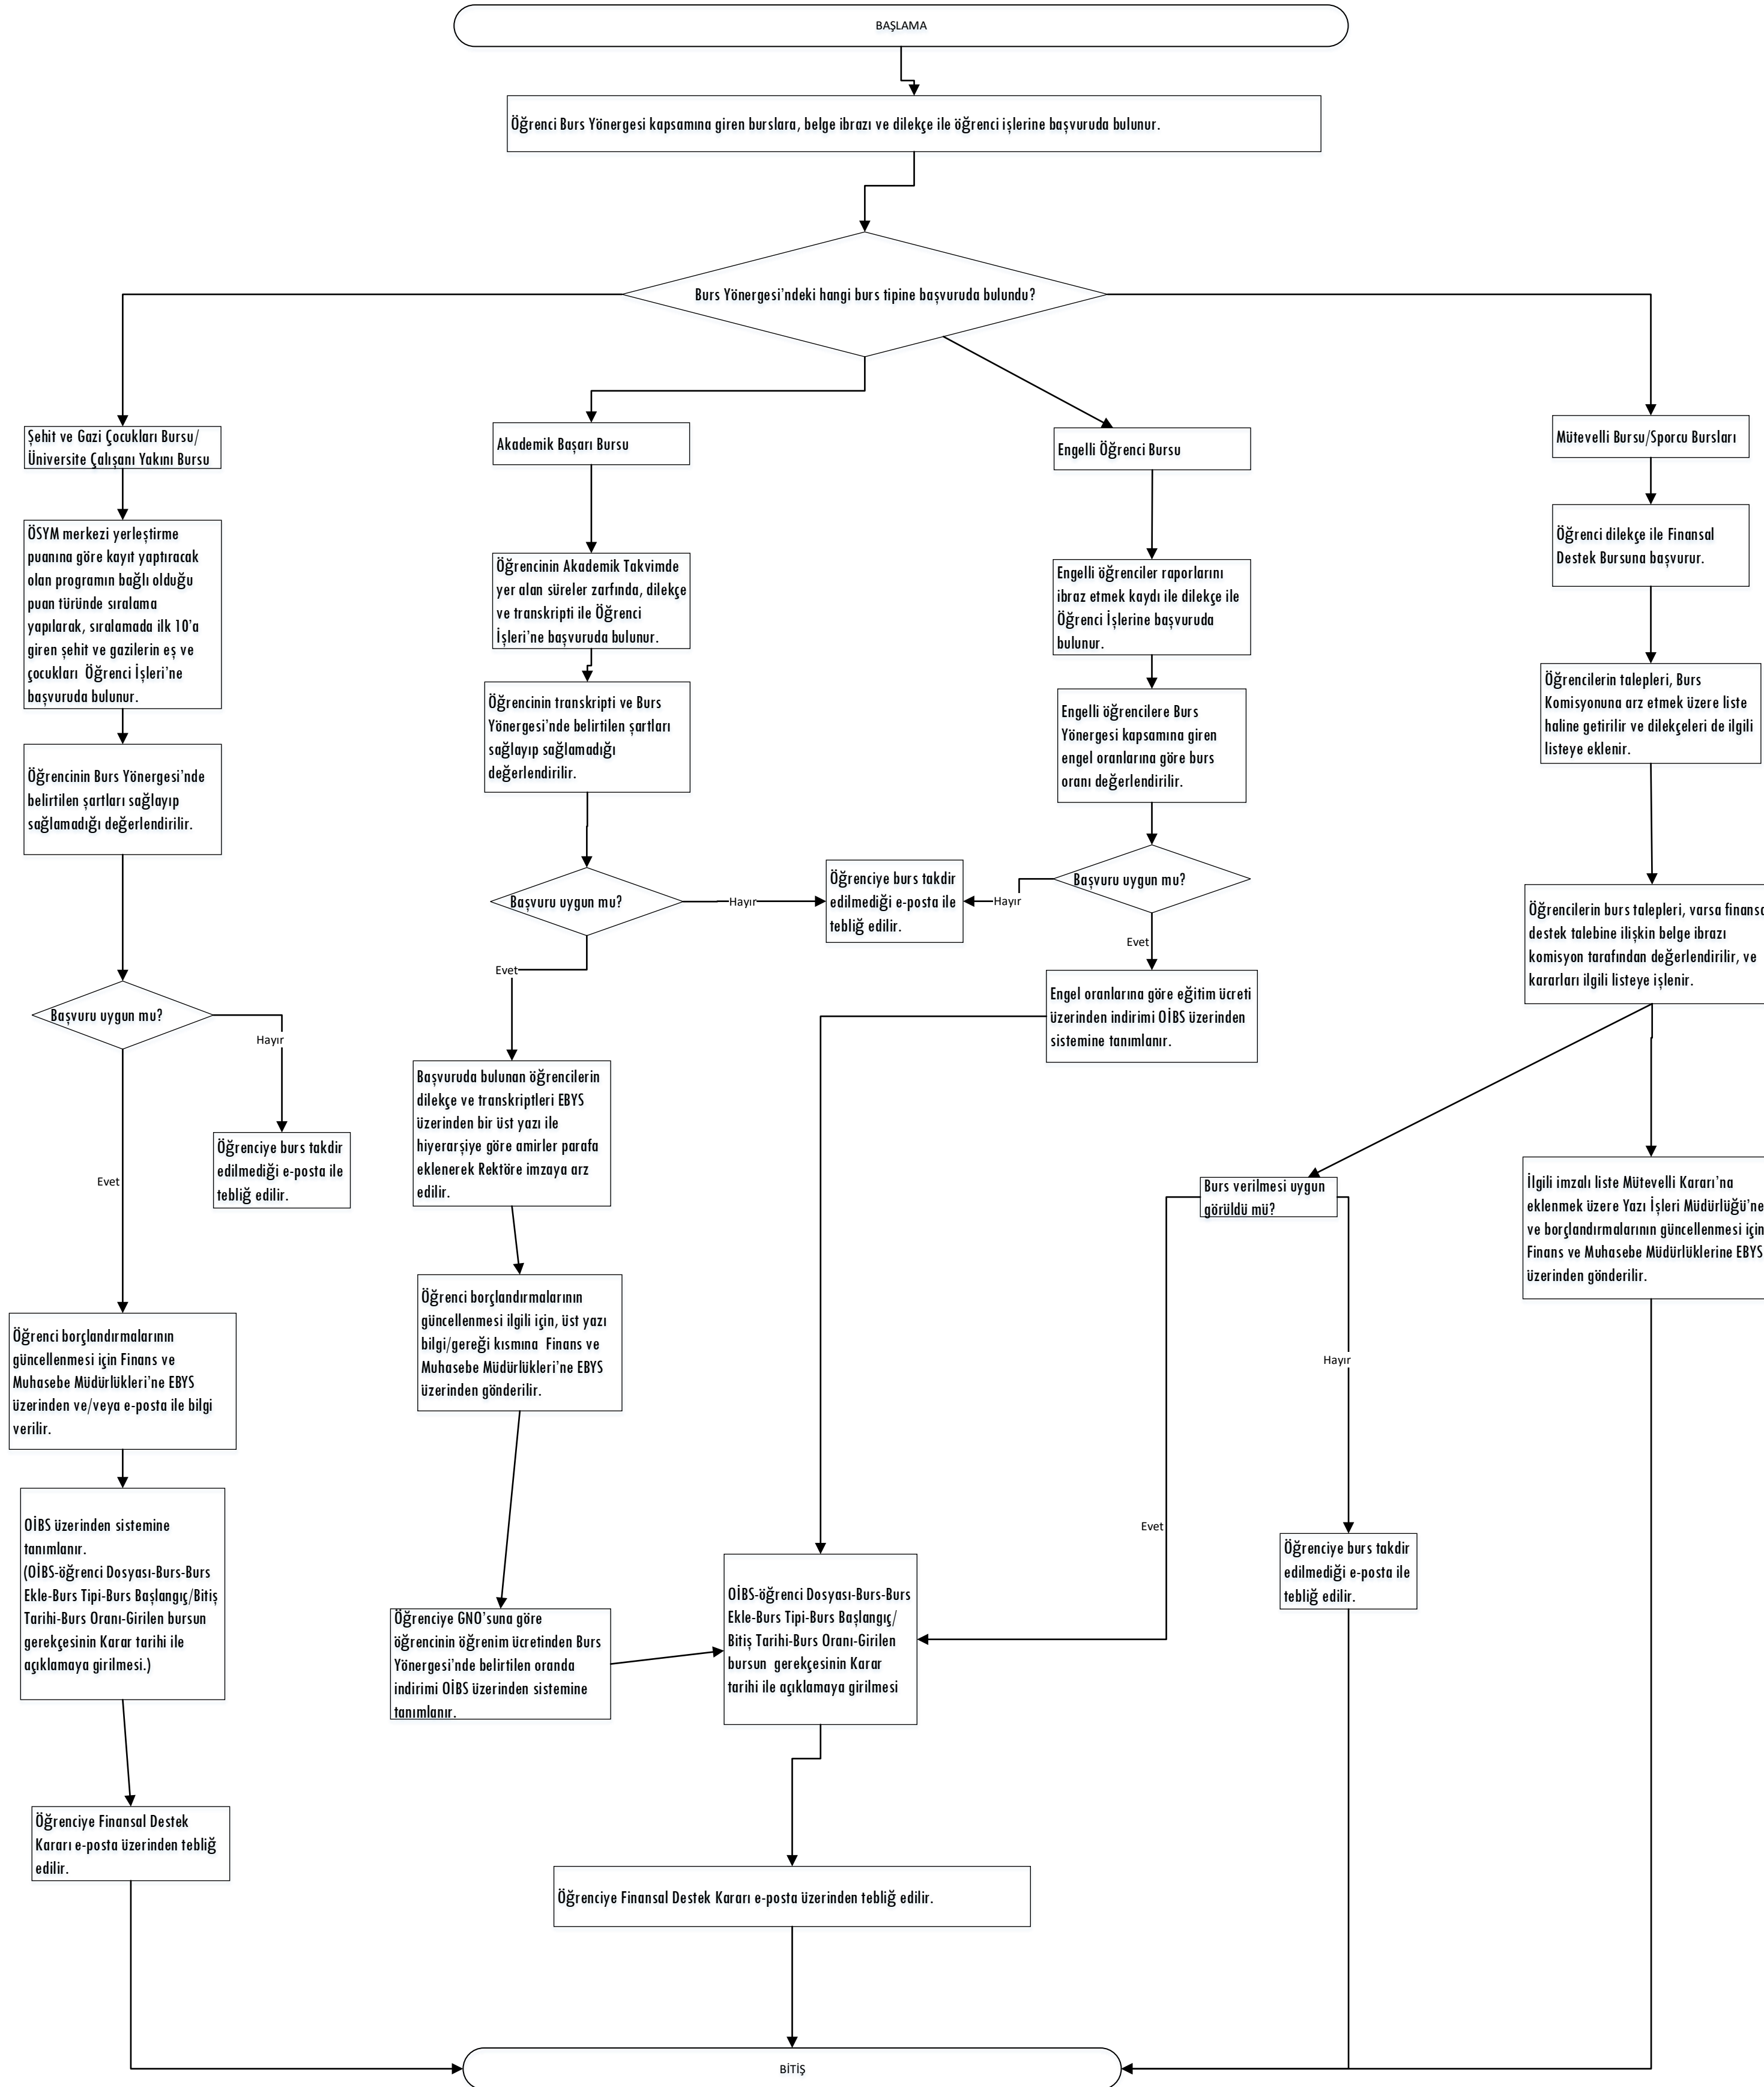 BAŞLAMA
Öğrenci Burs Yönergesi kapsamına giren burslara, belge ibrazı ve dilekçe ile öğrenci işlerine başvuruda bulunur.
Burs Yönergesi'ndeki hangi burs tipine başvuruda bulundu?
Şehit ve Gazi Çocukları Bursu/
Üniversite Çalışanı Yakını Bursu
ÖSYM merkezi yerleştirme
puanına göre kayıt yaptıracak
olan programın bağlı olduğu
puan türünde sıralama
yapılarak, sıralamada ilk 10'a
giren şehit ve gazilerin eş ve
çocukları Öğrenci İşleri'ne
başvuruda bulunur.
Öğrencinin Burs Yönergesi'nde
belirtilen şartları sağlayıp
sağlamadığı değerlendirilir.
Başvuru uygun mu?
Hayır
Öğrenciye burs takdir
edilmediği e-posta ile
tebliğ edilir.
Evet
Öğrenci borçlandırmalarının
güncellenmesi için Finans ve
Muhasebe Müdürlükleri'ne EBYS
üzerinden ve/veya e-posta ile bilgi
verilir.
OİBS üzerinden sistemine
tanımlanır.
(OİBS-öğrenci Dosyası-Burs-Burs
Ekle-Burs Tipi-Burs Başlangıç/Bitiş
Tarihi-Burs Oranı-Girilen bursun
gerekçesinin Karar tarihi ile
açıklamaya girilmesi.)
Öğrenciye Finansal Destek
Kararı e-posta üzerinden tebliğ
edilir.
Akademik Başarı Bursu
Öğrencinin Akademik Takvimde
yer alan süreler zarfında, dilekçe
ve transkripti ile Öğrenci
İşleri'ne başvuruda bulunur.
Öğrencinin transkripti ve Burs
Yönergesi'nde belirtilen şartları
sağlayıp sağlamadığı
değerlendirilir.
Başvuru uygun mu?
Hayır
Öğrenciye burs takdir
edilmediği e-posta ile
tebliğ edilir.
Evet
Başvuruda bulunan öğrencilerin
dilekçe ve transkriptleri EBYS
üzerinden bir üst yazı ile
hiyerarşiye göre amirler parafa
eklenerek Rektöre imzaya arz
edilir.
Öğrenci borçlandırmalarının
güncellenmesi ilgili için, üst yazı
bilgi/gereği kısmına Finans ve
Muhasebe Müdürlükleri'ne EBYS
üzerinden gönderilir.
Öğrenciye GNO'suna göre
öğrencinin öğrenim ücretinden Burs
Yönergesi'nde belirtilen oranda
indirimi OİBS üzerinden sistemine
tanımlanır.
Engelli Öğrenci Bursu
Engelli öğrenciler raporlarını
ibraz etmek kaydı ile dilekçe ile
Öğrenci İşlerine başvuruda
bulunur.
Engelli öğrencilere Burs
Yönergesi kapsamına giren
engel oranlarına göre burs
oranı değerlendirilir.
Başvuru uygun mu?
Hayır
Evet
Engel oranlarına göre eğitim ücreti
üzerinden indirimi OİBS üzerinden
sistemine tanımlanır.
OİBS-öğrenci Dosyası-Burs-Burs
Ekle-Burs Tipi-Burs Başlangıç/
Bitiş Tarihi-Burs Oranı-Girilen
bursun gerekçesinin Karar
tarihi ile açıklamaya girilmesi
Öğrenciye Finansal Destek Kararı e-posta üzerinden tebliğ edilir.
Mütevelli Bursu/Sporcu Bursları
Öğrenci dilekçe ile Finansal
Destek Bursuna başvurur.
Öğrencilerin talepleri, Burs
Komisyonuna arz etmek üzere liste
haline getirilir ve dilekçeleri de ilgili
listeye eklenir.
Öğrencilerin burs talepleri, varsa finansa
destek talebine ilişkin belge ibrazı
komisyon tarafından değerlendirilir, ve
kararları ilgili listeye işlenir.
Burs verilmesi uygun
görüldü mü?
Hayır
Evet
Öğrenciye burs takdir
edilmediği e-posta ile
tebliğ edilir.
İlgili imzalı liste Mütevelli Kararı'na
eklenmek üzere Yazı İşleri Müdürlüğü'ne
ve borçlandırmalarının güncellenmesi için
Finans ve Muhasebe Müdürlüklerine EBYS
üzerinden gönderilir.
BİTİŞ